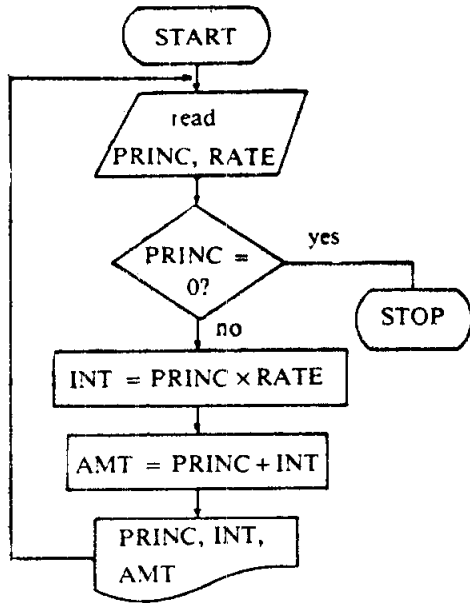 START
read
PRINC, RATE
PRINC =
0?
yes
STOP
no
INT = PRINC × RATE
AMT = PRINC + INT
PRINC, INT,
AMT